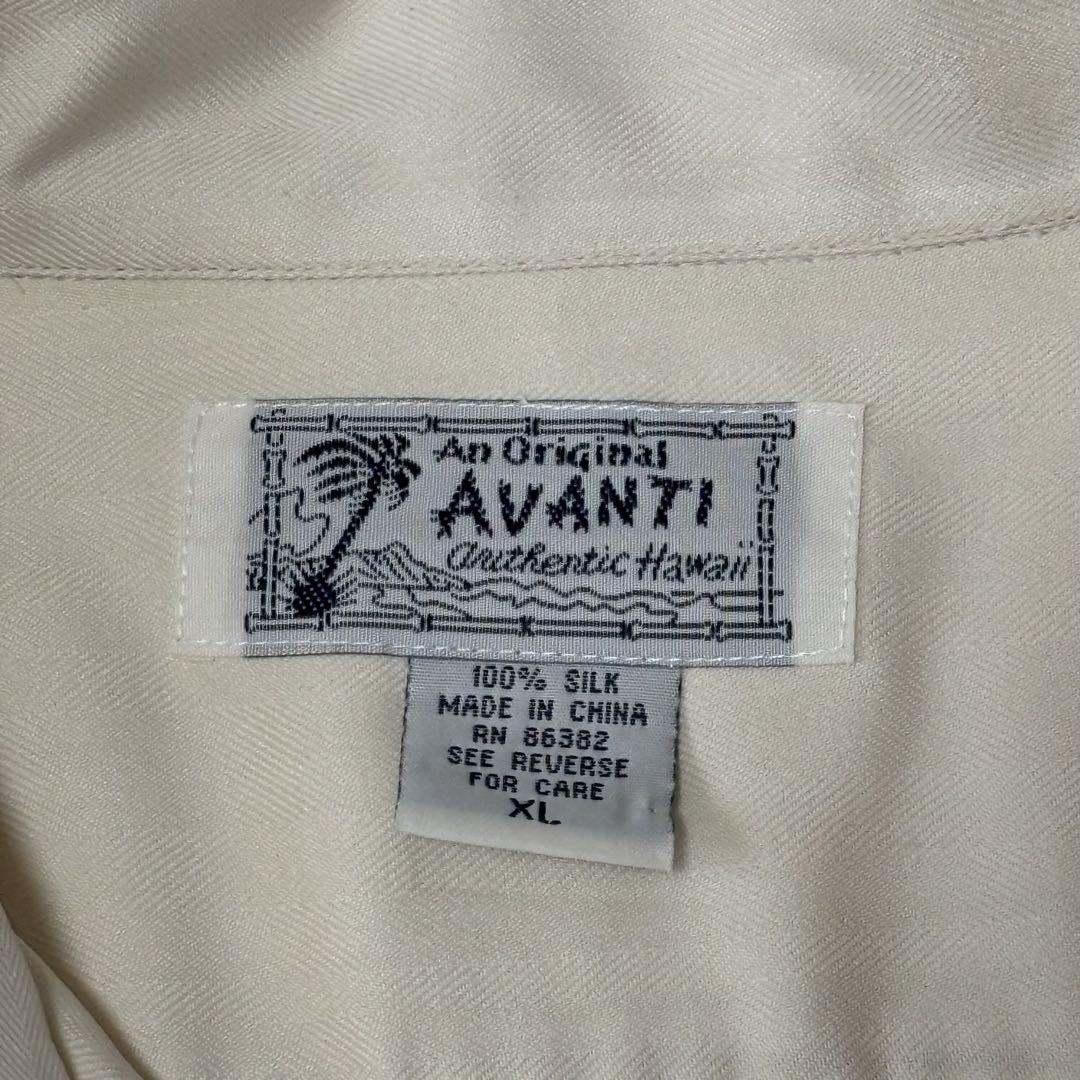 An Original
AVANTI
authentic Hawaii
100% SILK
MADE IN CHINA
RN 86382
SEE REVERSE
FOR CARE
XL